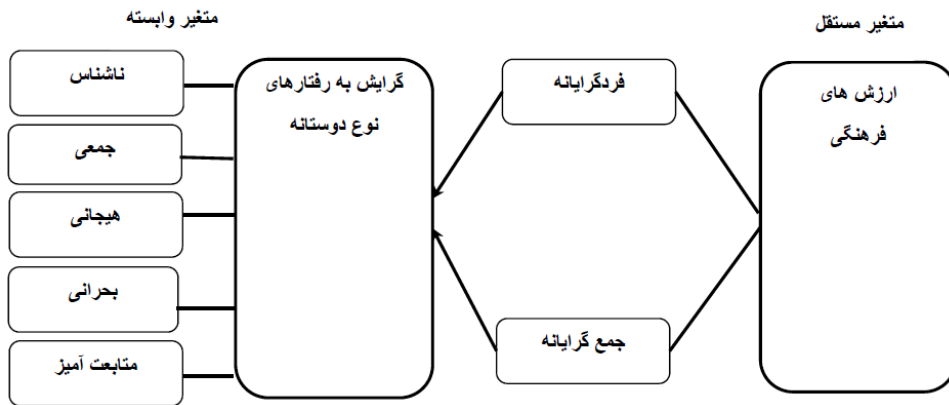 متغیر مستقل
متغیر وابسته
ارزش های
فرهنگی
فردگرایانه
جمع گرایانه
گرایش به رفتارهای
نوع دوستانه
ناشناس
جمعی
هیجانی
بحرانی
متابعت آمیز